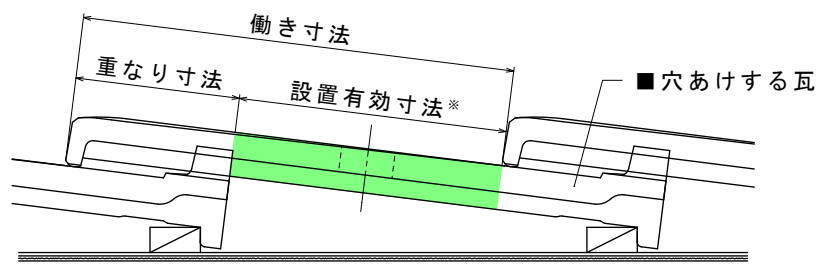 働き寸法
重なり寸法
設置有効寸法※
■穴あけする瓦